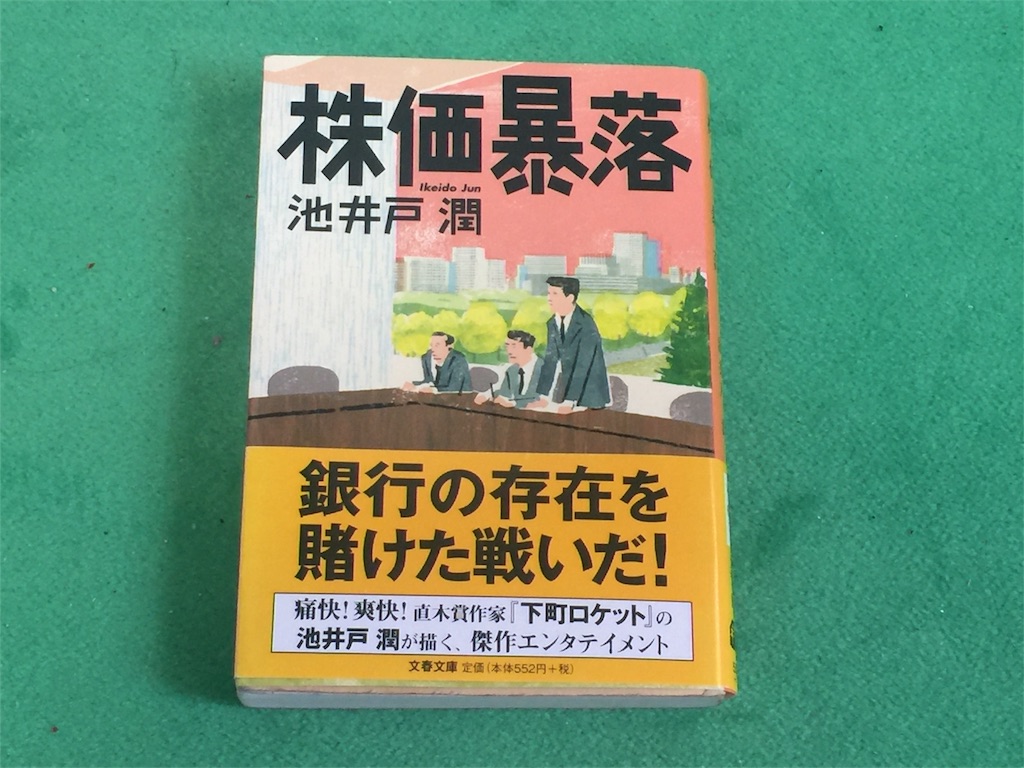 株価暴落
Ikeido Jun
池井戸 潤
銀行の存在を
賭けた戦いだ!
痛快!爽快!直木賞作家『下町ロケット』の
池井戸 潤が描く、傑作エンタテイメント
文春文庫 定価(本体552円+税)